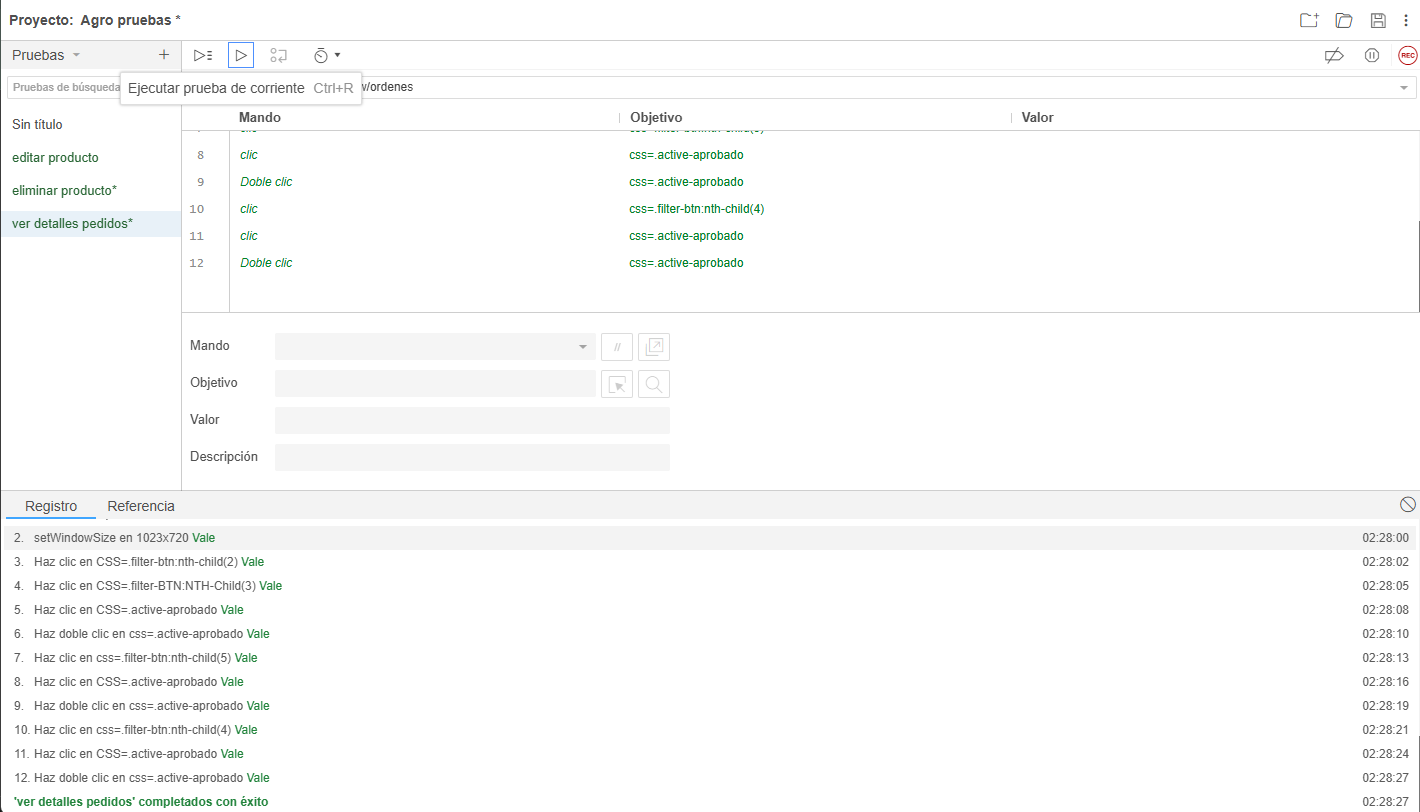 Proyecto: Agro pruebas *
Pruebas
Pruebas de búsqueda
Ejecutar prueba de corriente Ctrl+R
/ordenes
Sin título
editar producto
eliminar producto*
ver detalles pedidos*
Mando Objetivo Valor
8 clic css=.active-aprobado
9 Doble clic css=.active-aprobado
10 clic css=.filter-btn:nth-child(4)
11 clic css=.active-aprobado
12 Doble clic css=.active-aprobado
Mando
//
Objetivo
Valor
Descripción
REC
Registro Referencia
2. setWindowSize en 1023x720 Vale 02:28:00
3. Haz clic en CSS=.filter-btn:nth-child(2) Vale 02:28:02
4. Haz clic en CSS=.filter-BTN:NTH-Child(3) Vale 02:28:05
5. Haz clic en CSS=.active-aprobado Vale 02:28:08
6. Haz doble clic en css=.active-aprobado Vale 02:28:10
7. Haz clic en css=.filter-btn:nth-child(5) Vale 02:28:13
8. Haz clic en CSS=.active-aprobado Vale 02:28:16
9. Haz doble clic en css=.active-aprobado Vale 02:28:19
10. Haz clic en css=.filter-btn:nth-child(4) Vale 02:28:21
11. Haz clic en CSS=.active-aprobado Vale 02:28:24
12. Haz doble clic en css=.active-aprobado Vale 02:28:27
'ver detalles pedidos' completados con éxito 02:28:27